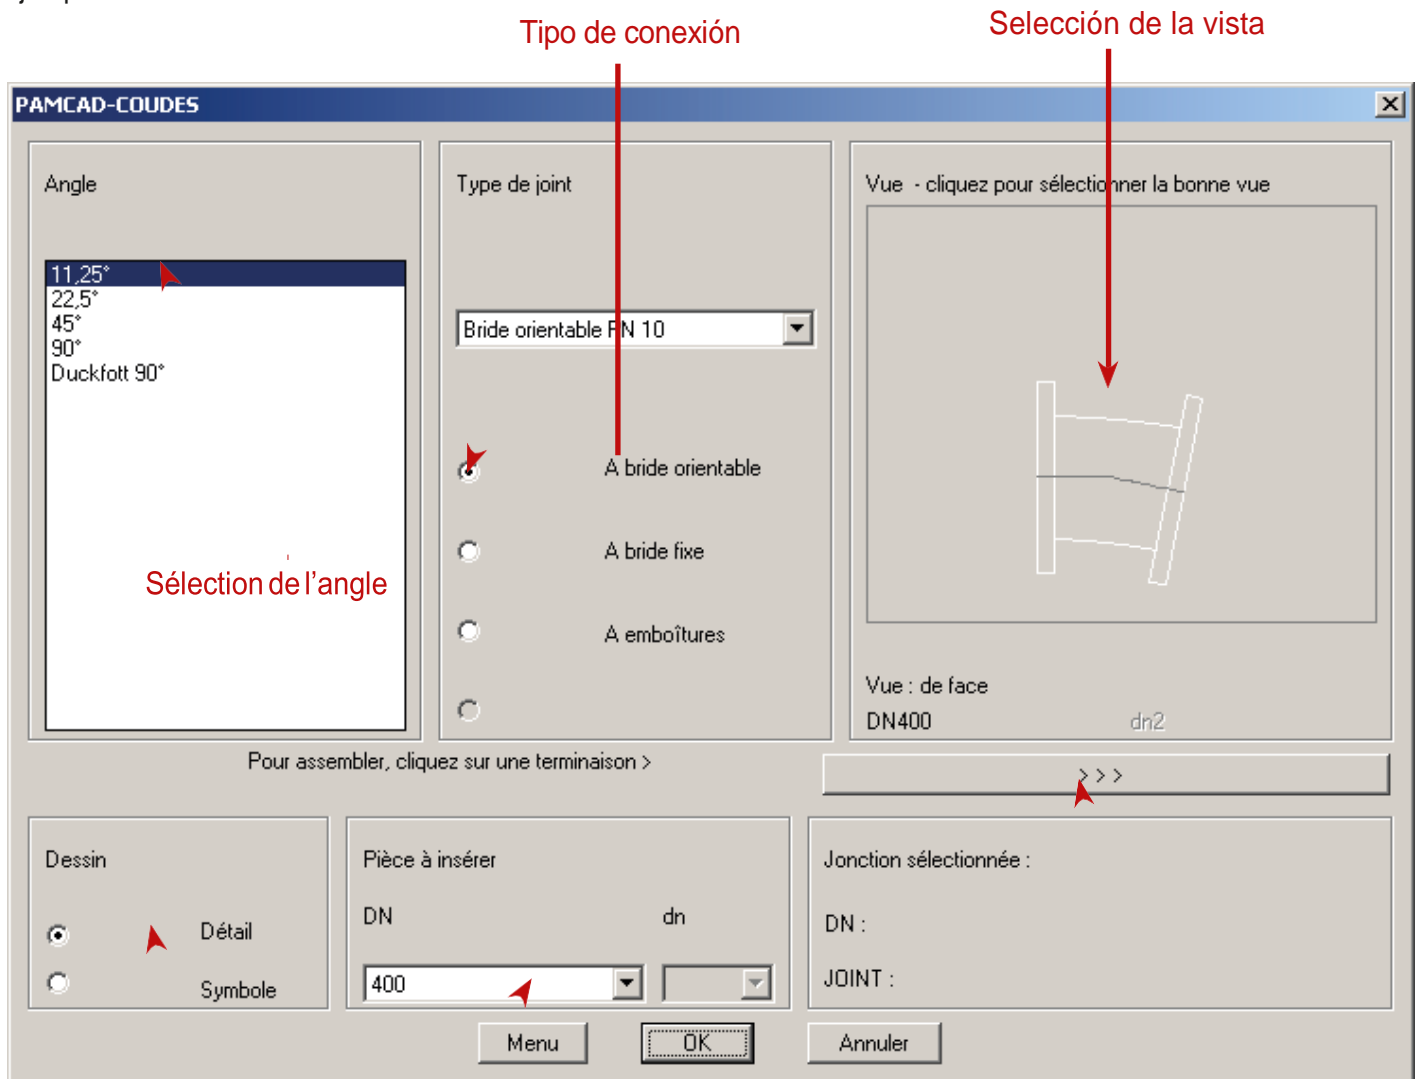 Tipo de conexión
Selección de la vista
PAMCAD-COUDES
Angle
Type de joint
Vue - cliquez pour sélectionner la bonne vue
11,25°
22,5°
45°
90°
Duckfott 90°
Bride orientable PN 10
A bride orientable
A bride fixe
A emboîtures
Sélection de l'angle
Vue : de face
DN400
dn2
Pour assembler, cliquez sur une terminaison >
> > >
Dessin
Détail
Symbole
Pièce à insérer
DN
dn
400
Jonction sélectionnée :
DN :
JOINT :
Menu
OK
Annuler